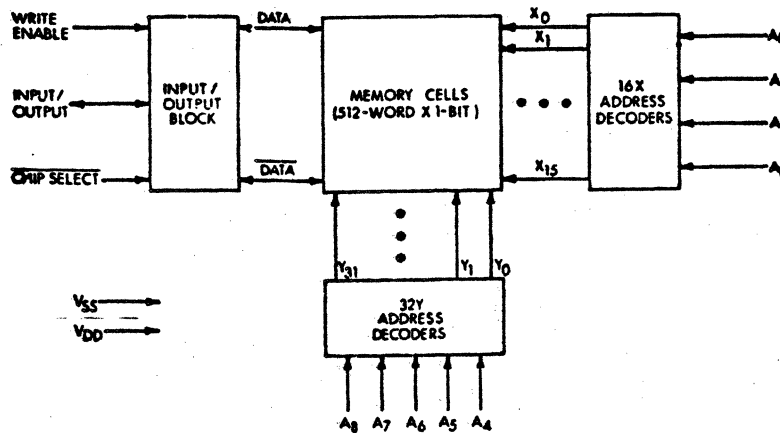 WRITE
ENABLE
INPUT/
OUTPUT
CHIP SELECT
INPUT/
OUTPUT
BLOCK
DATA
DATA
MEMORY CELLS
(512-WORD X 1-BIT)
X0
X1
X15
16X
ADDRESS
DECODERS
A
A
A
A
Y31
Y1
Y0
32Y
ADDRESS
DECODERS
VSS
VDD
A8 A7 A6 A5 A4